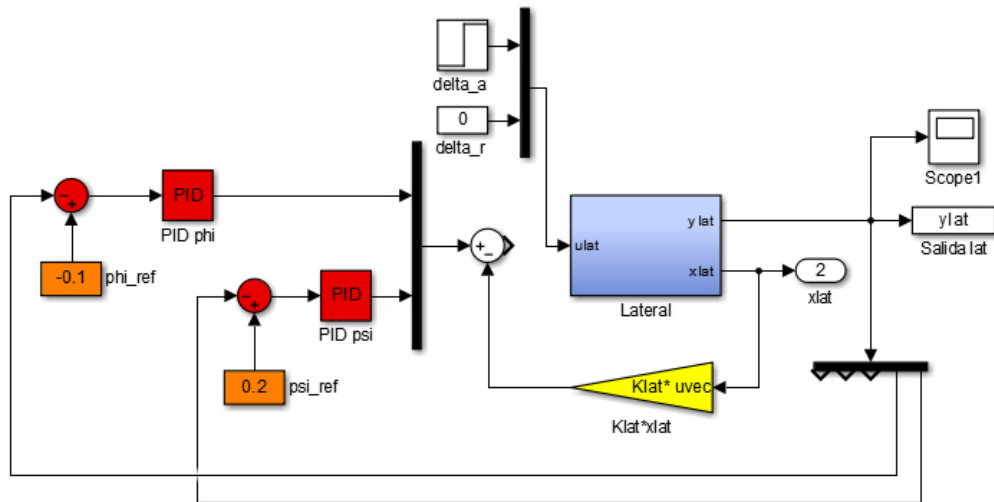 delta_a
0
delta_r
Scope1
PID
PID phi
-0.1
phi_ref
PID
PID psi
0.2
psi_ref
ulat
y lat
xlat
Lateral
ylat
Salida lat
2
xlat
Klat* uvec
Klat*xlat